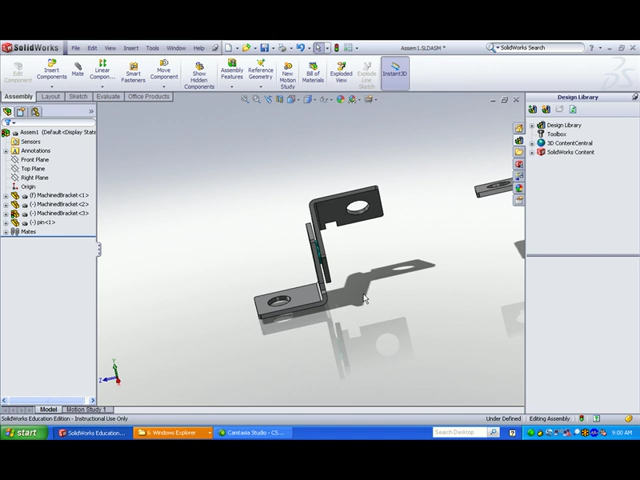 SolidWorks File Edit View Insert Tools Window Help Assem1.SLDASM * SolidWorks Search
Edit Component Insert Components Mate Linear Compon... Smart Fasteners Move Component Show Hidden Components Assembly Features Reference Geometry New Motion Study Bill of Materials Exploded View Explode Line Sketch Instant3D
Assembly Layout Sketch Evaluate Office Products
Design Library
Assem1 (Default<Display State
Sensors
Annotations
Front Plane
Top Plane
Right Plane
Origin
(f) MachinedBracket<1>
(-) MachinedBracket<2>
(-) MachinedBracket<3>
(-) pin<1>
Mates
Design Library
Toolbox
3D ContentCentral
SolidWorks Content
Y
Z
Model Motion Study 1
SolidWorks Education Edition - Instructional Use Only Under Defined Editing Assembly
start SolidWorks Education... 6 Windows Explorer Camtasia Studio - CS... Search Desktop 9:00 AM